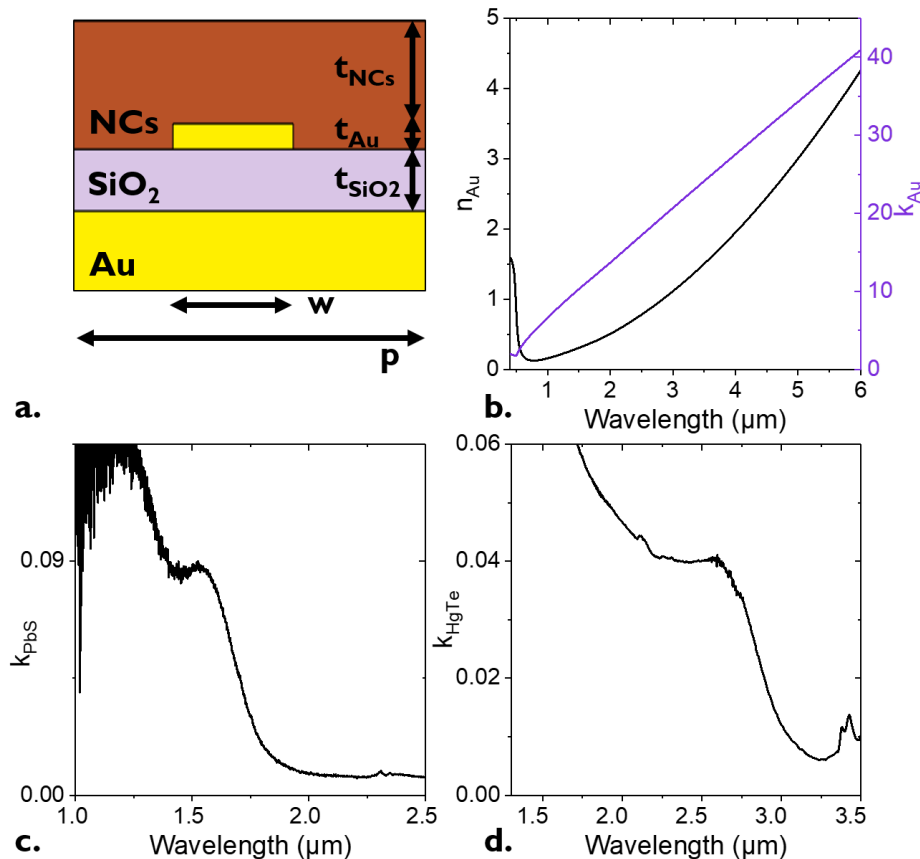 NCs
SiO₂
Au
t_NCs
t_Au
t_SiO2
w
p
a.
5
4
3
2
1
0
n_Au
1 2 3 4 5 6
Wavelength (µm)
40
30
20
10
0
k_Au
b.
0.09
0.00
k_PbS
1.0 1.5 2.0 2.5
Wavelength (µm)
c.
0.06
0.04
0.02
0.00
k_HgTe
1.5 2.0 2.5 3.0 3.5
Wavelength (µm)
d.